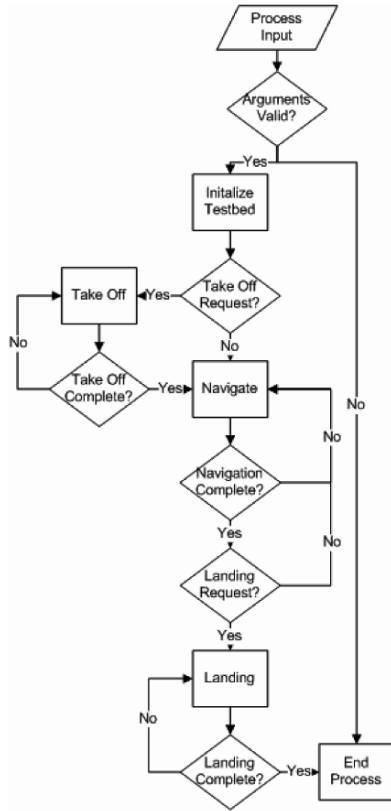 Process
Input
Arguments
Valid?
Yes
Initalize
Testbed
Take Off
Yes
Take Off
Request?
No
No
Take Off
Complete?
Yes
Navigate
No
No
Navigation
Complete?
Yes
No
Landing
Request?
Yes
Landing
No
Landing
Complete?
Yes
End
Process